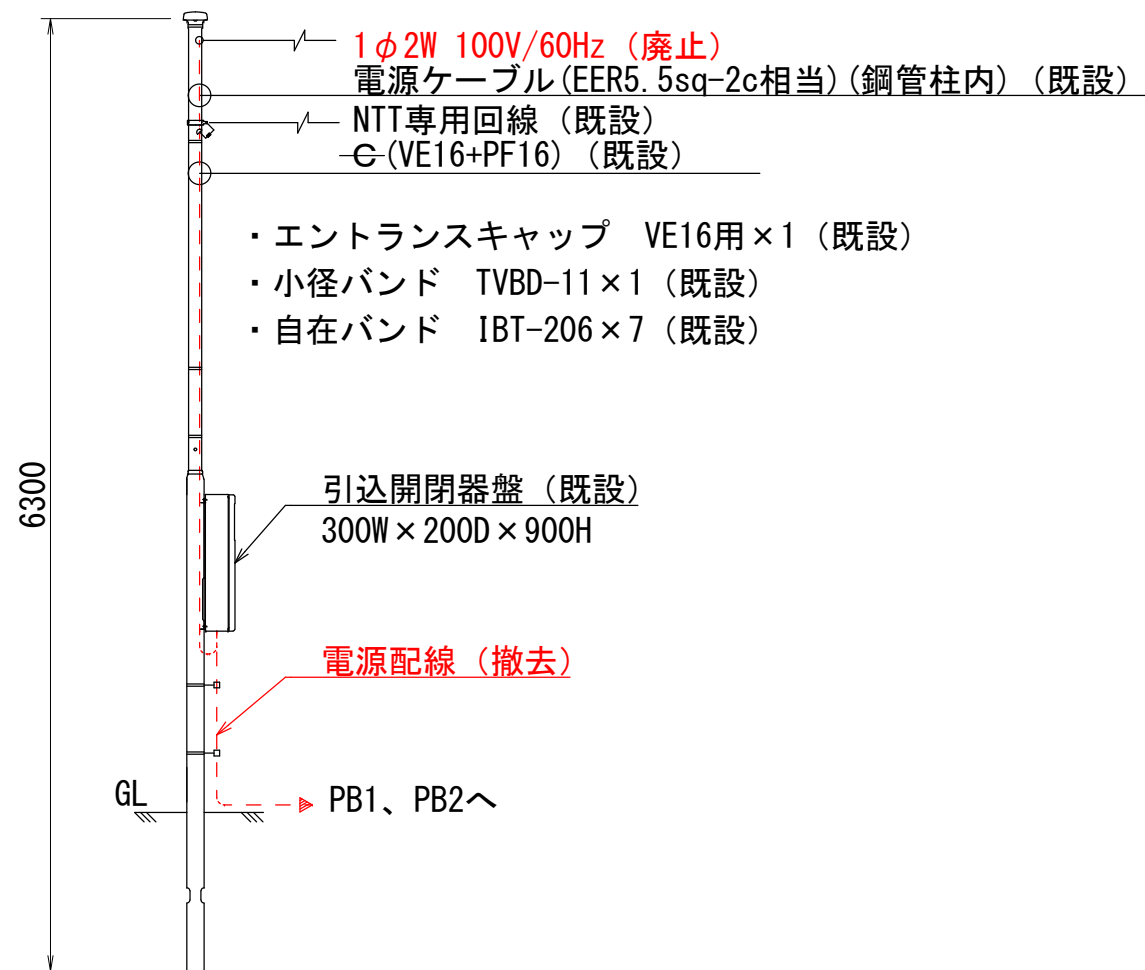 1φ2W 100V/60Hz（廃止）
電源ケーブル(EER5.5sq-2c相当)(鋼管柱内)（既設）
NTT専用回線（既設）
C(VE16+PF16)（既設）
・エントランスキャップ　VE16用×1（既設）
・小径バンド　TVBD-11×1（既設）
・自在バンド　IBT-206×7（既設）
6300
引込開閉器盤（既設）
300W×200D×900H
電源配線（撤去）
GL
PB1、PB2へ